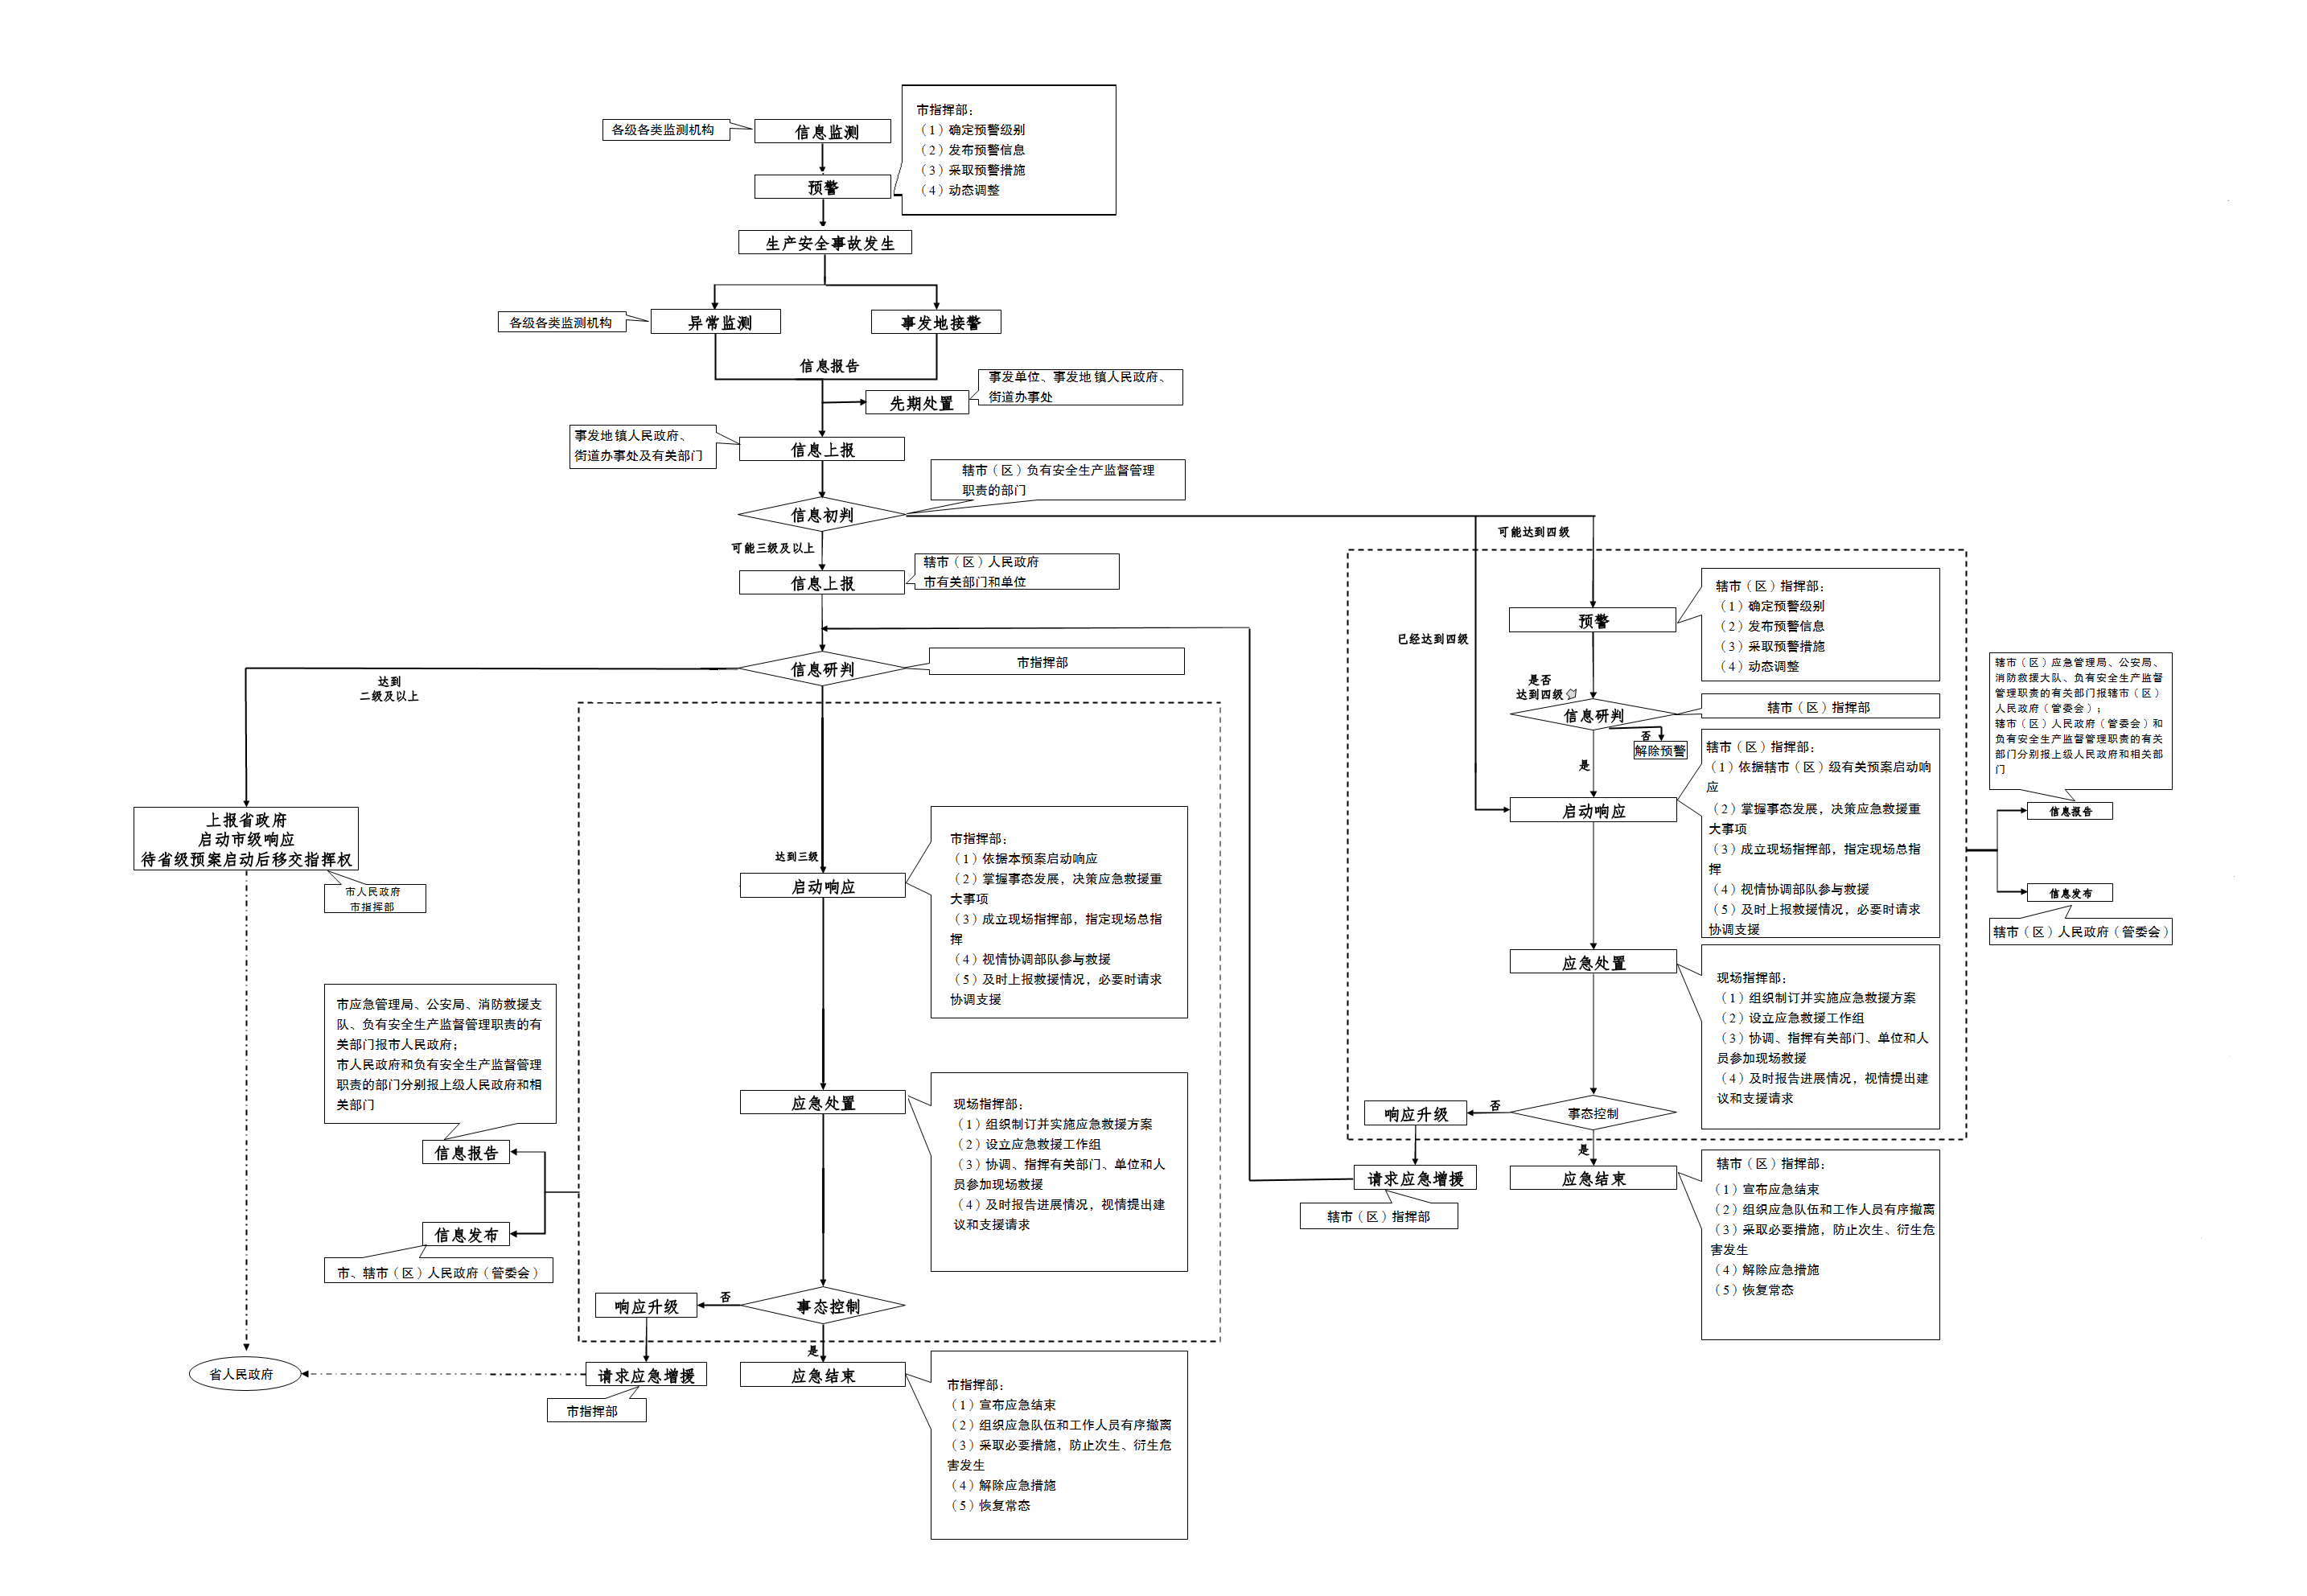 市指挥部：
（1）确定预警级别
（2）发布预警信息
（3）采取预警措施
（4）动态调整
各级各类监测机构
信息监测
预警
生产安全事故发生
各级各类监测机构
异常监测
事发地接警
信息报告
先期处置
事发单位、事发地镇人民政府、
街道办事处
事发地镇人民政府、
街道办事处及有关部门
信息上报
辖市（区）负有安全生产监督管理
职责的部门
信息初判
可能三级及以上
可能达到四级
信息上报
辖市（区）人民政府
市有关部门和单位
信息研判
市指挥部
达到
二级及以上
上报省政府
启动市级响应
待省级预案启动后移交指挥权
市人民政府
市指挥部
达到三级
启动响应
市指挥部：
（1）依据本预案启动响应
（2）掌握事态发展，决策应急救援重
大事项
（3）成立现场指挥部，指定现场总指
挥
（4）视情协调部队参与救援
（5）及时上报救援情况，必要时请求
协调支援
市应急管理局、公安局、消防救援支
队、负有安全生产监督管理职责的有
关部门报市人民政府；
市人民政府和负有安全生产监督管理
职责的部门分别报上级人民政府和相
关部门
信息报告
信息发布
市、辖市（区）人民政府（管委会）
应急处置
现场指挥部：
（1）组织制订并实施应急救援方案
（2）设立应急救援工作组
（3）协调、指挥有关部门、单位和人
员参加现场救援
（4）及时报告进展情况，视情提出建
议和支援请求
事态控制
否
响应升级
是
请求应急增援
市指挥部
省人民政府
应急结束
市指挥部：
（1）宣布应急结束
（2）组织应急队伍和工作人员有序撤离
（3）采取必要措施，防止次生、衍生危
害发生
（4）解除应急措施
（5）恢复常态
已经达到四级
预警
辖市（区）指挥部：
（1）确定预警级别
（2）发布预警信息
（3）采取预警措施
（4）动态调整
是否
达到四级
信息研判
辖市（区）指挥部
否
解除预警
是
启动响应
辖市（区）指挥部：
（1）依据辖市（区）级有关预案启动响
应
（2）掌握事态发展，决策应急救援重
大事项
（3）成立现场指挥部，指定现场总指
挥
（4）视情协调部队参与救援
（5）及时上报救援情况，必要时请求
协调支援
应急处置
现场指挥部：
（1）组织制订并实施应急救援方案
（2）设立应急救援工作组
（3）协调、指挥有关部门、单位和人
员参加现场救援
（4）及时报告进展情况，视情提出建
议和支援请求
事态控制
否
响应升级
是
请求应急增援
辖市（区）指挥部
应急结束
辖市（区）指挥部：
（1）宣布应急结束
（2）组织应急队伍和工作人员有序撤离
（3）采取必要措施，防止次生、衍生危
害发生
（4）解除应急措施
（5）恢复常态
辖市（区）应急管理局、公安局、
消防救援大队、负有安全生产监督
管理职责的有关部门报辖市（区）
人民政府（管委会）；
辖市（区）人民政府（管委会）和
负有安全生产监督管理职责的有关
部门分别报上级人民政府和相关部
门
信息报告
信息发布
辖市（区）人民政府（管委会）